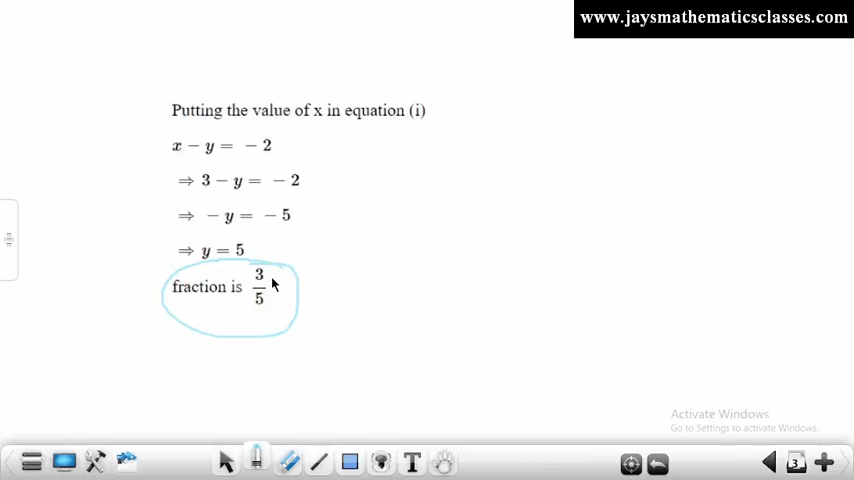 www.jaysmathematicsclasses.com
Putting the value of x in equation (i)
x − y = − 2
⇒ 3 − y = − 2
⇒ − y = − 5
⇒ y = 5
fraction is 3/5
Activate Windows
Go to Settings to activate Windows.
T
3